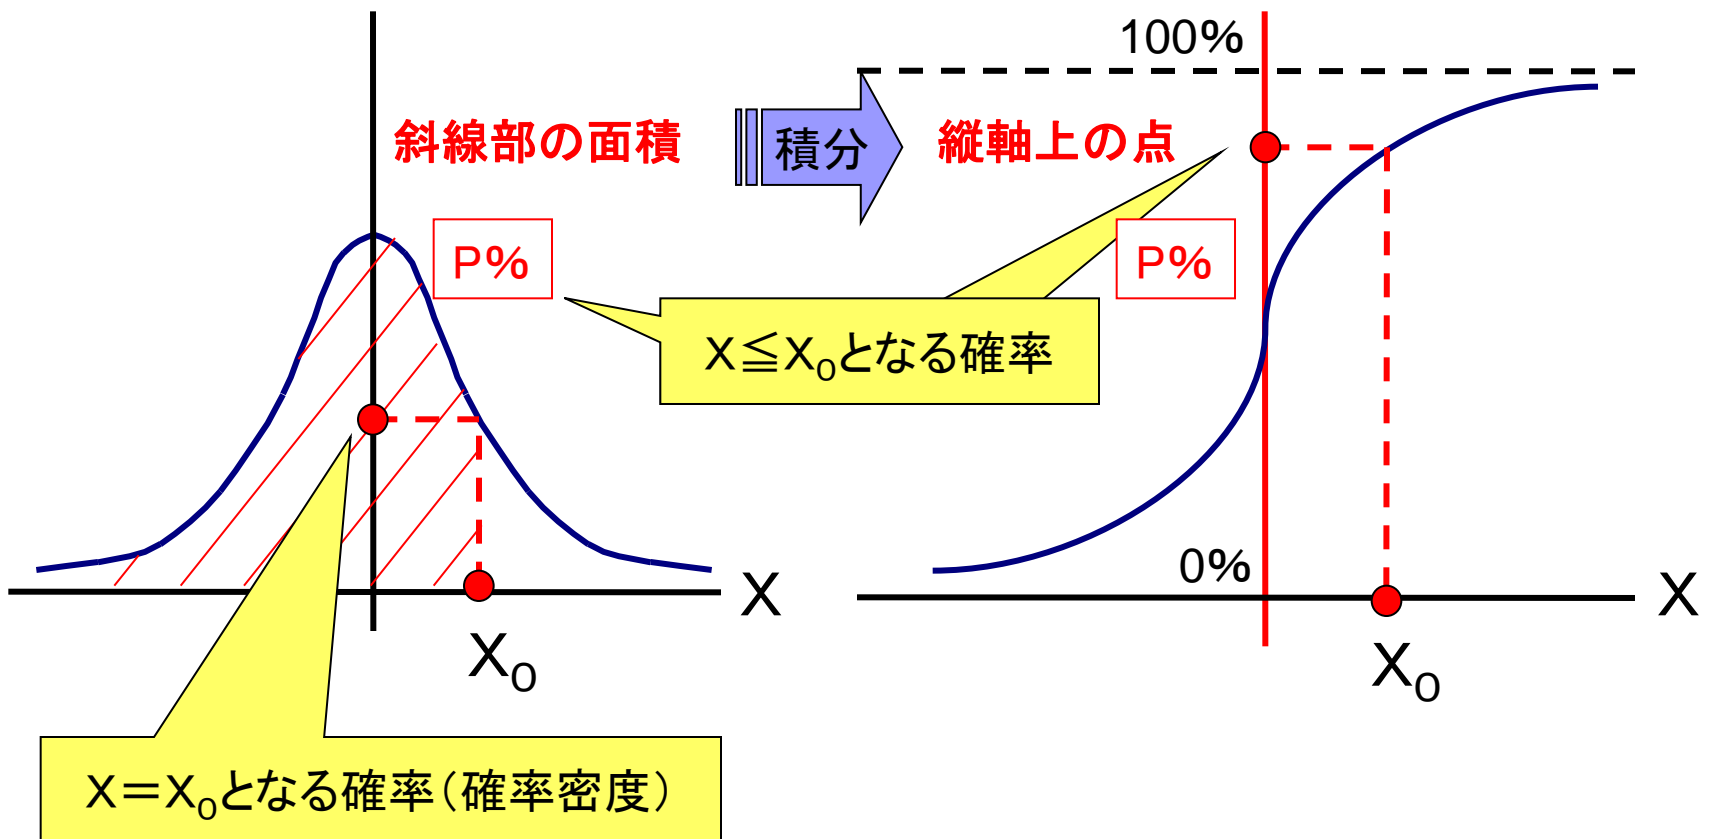 100%
斜線部の面積
積分
縦軸上の点
P%
P%
X≦X₀となる確率
0%
X
X
X₀
X₀
X=X₀となる確率(確率密度)